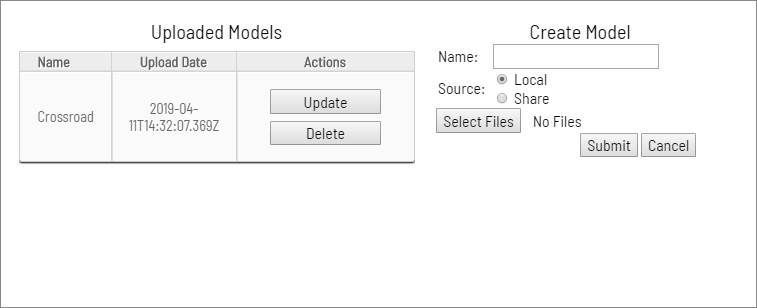 Uploaded Models
Name Upload Date Actions
Crossroad
2019-04-
11T14:32:07.369Z
Update
Delete
Create Model
Name:
Source:
Local
Share
Select Files No Files
Submit Cancel